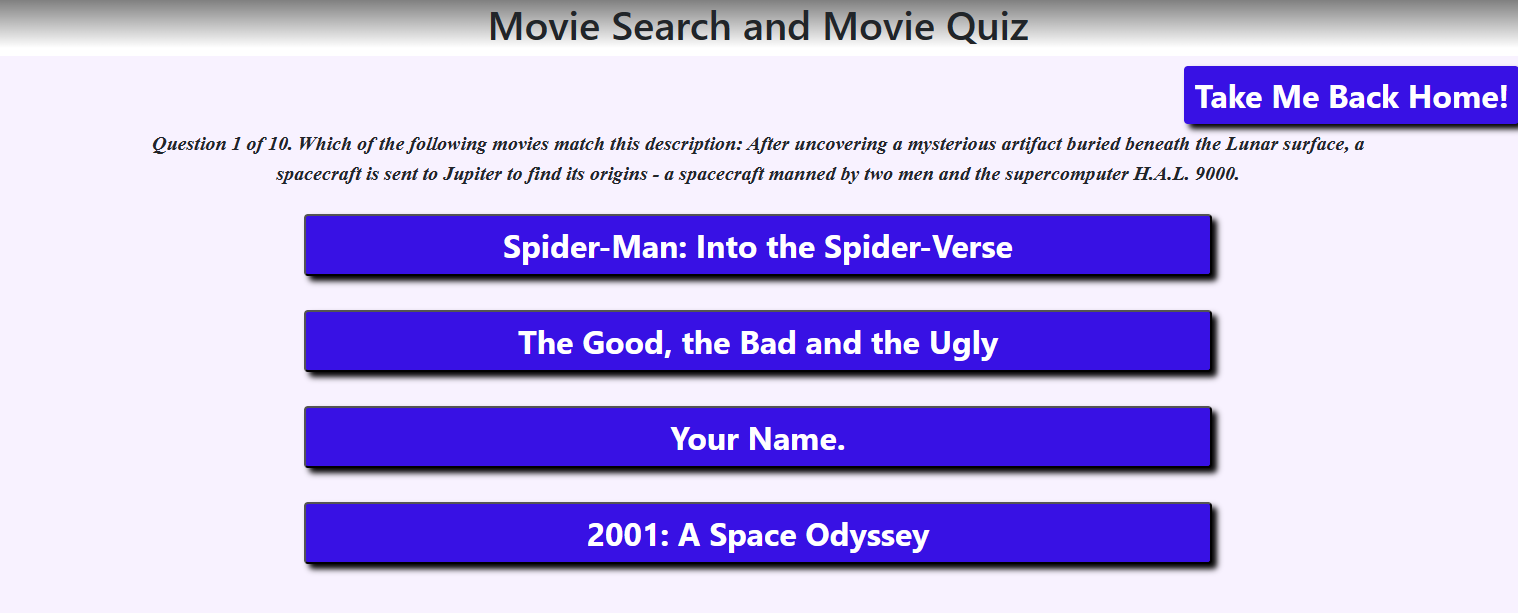 Movie Search and Movie Quiz
Take Me Back Home!
Question 1 of 10. Which of the following movies match this description: After uncovering a mysterious artifact buried beneath the Lunar surface, a
spacecraft is sent to Jupiter to find its origins - a spacecraft manned by two men and the supercomputer H.A.L. 9000.
Spider-Man: Into the Spider-Verse
The Good, the Bad and the Ugly
Your Name.
2001: A Space Odyssey